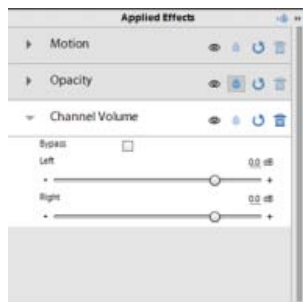 Applied Effects
Motion
Opacity
Channel Volume
Bypass
Left
0.0 dB
- +
Right
0.0 dB
- +